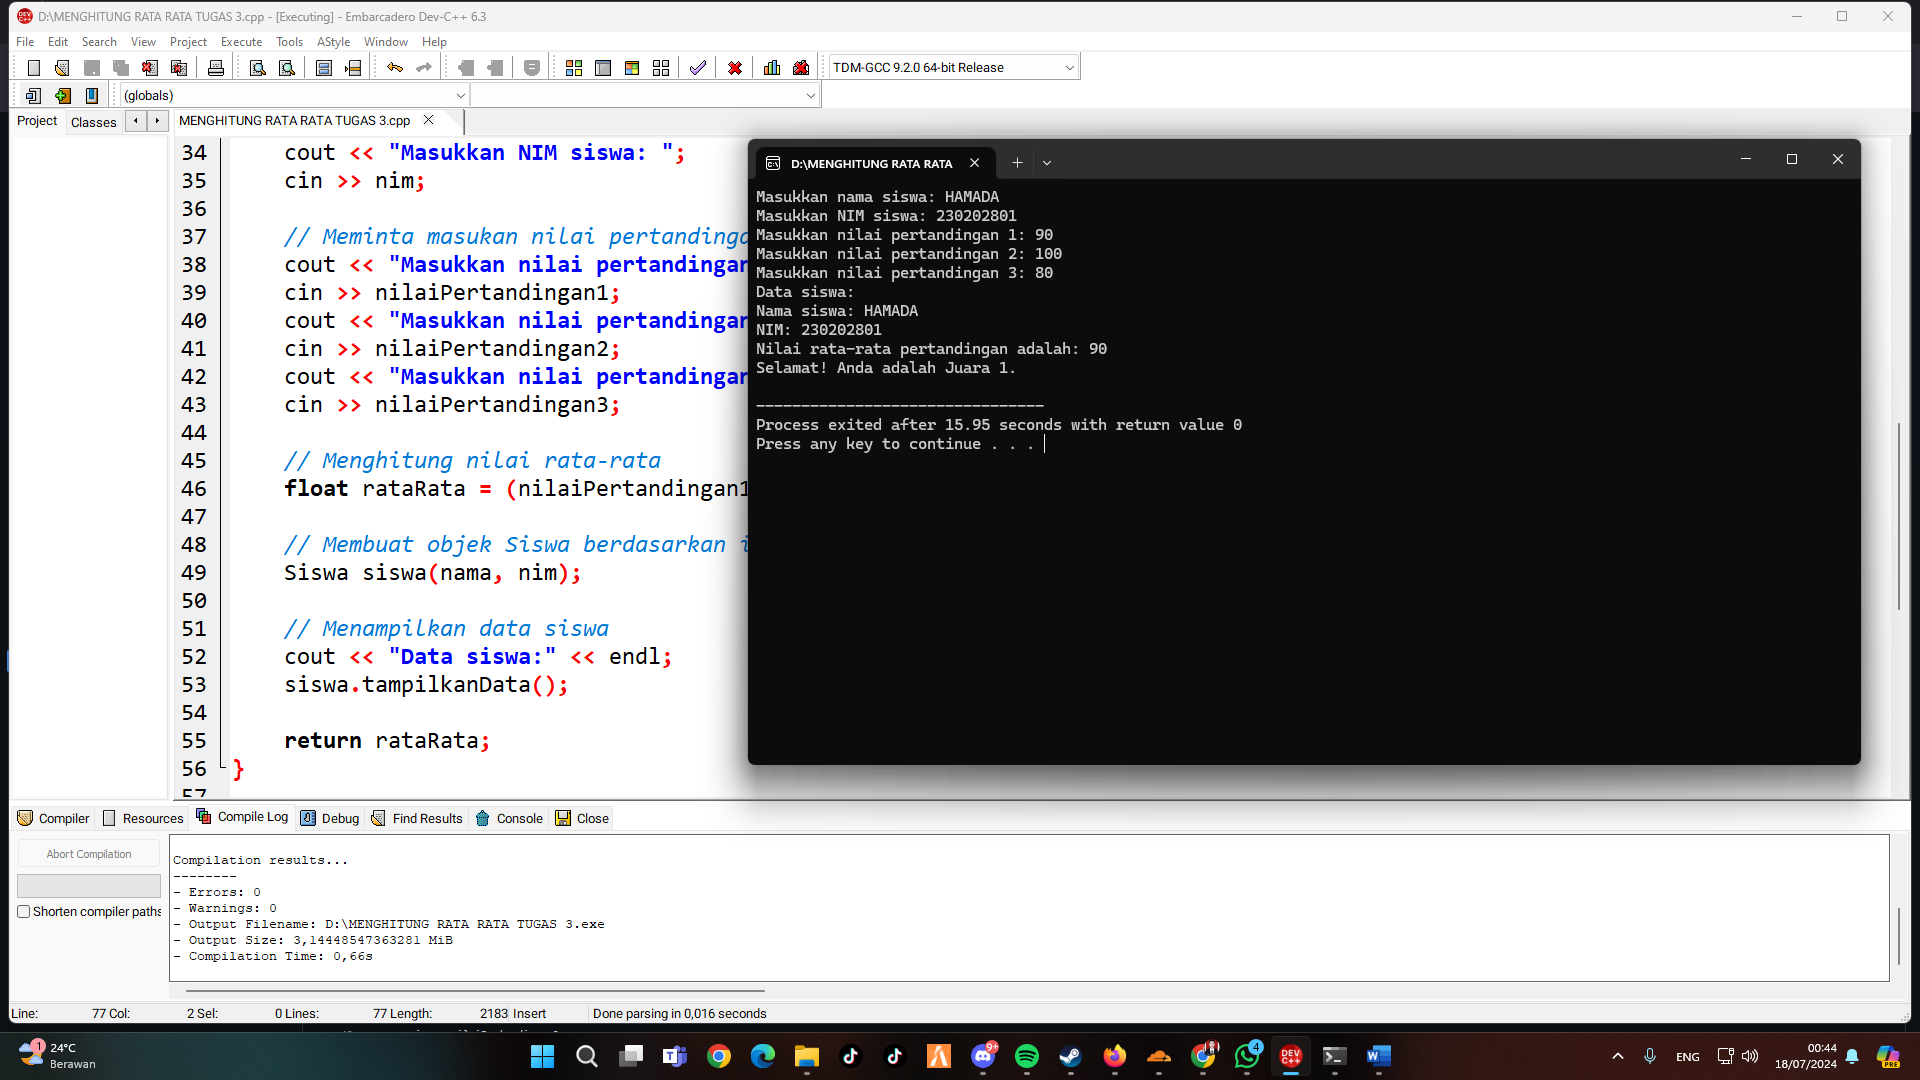 D:\MENGHITUNG RATA RATA TUGAS 3.cpp - [Executing] - Embarcadero Dev-C++ 6.3
File Edit Search View Project Execute Tools AStyle Window Help
TDM-GCC 9.2.0 64-bit Release
(globals)
Project Classes
MENGHITUNG RATA RATA TUGAS 3.cpp
34 cout << "Masukkan NIM siswa: ";
35 cin >> nim;
36
37 // Meminta masukan nilai pertandinga
38 cout << "Masukkan nilai pertandingan
39 cin >> nilaiPertandingan1;
40 cout << "Masukkan nilai pertandingan
41 cin >> nilaiPertandingan2;
42 cout << "Masukkan nilai pertandingan
43 cin >> nilaiPertandingan3;
44
45 // Menghitung nilai rata-rata
46 float rataRata = (nilaiPertandingan1
47
48 // Membuat objek Siswa berdasarkan i
49 Siswa siswa(nama, nim);
50
51 // Menampilkan data siswa
52 cout << "Data siswa:" << endl;
53 siswa.tampilkanData();
54
55 return rataRata;
56 }
57
D:\MENGHITUNG RATA RATA
Masukkan nama siswa: HAMADA
Masukkan NIM siswa: 230202801
Masukkan nilai pertandingan 1: 90
Masukkan nilai pertandingan 2: 100
Masukkan nilai pertandingan 3: 80
Data siswa:
Nama siswa: HAMADA
NIM: 230202801
Nilai rata-rata pertandingan adalah: 90
Selamat! Anda adalah Juara 1.
--------------------------------
Process exited after 15.95 seconds with return value 0
Press any key to continue . . .
Compiler Resources Compile Log Debug Find Results Console Close
Abort Compilation
Shorten compiler paths
Compilation results...
--------
- Errors: 0
- Warnings: 0
- Output Filename: D:\MENGHITUNG RATA RATA TUGAS 3.exe
- Output Size: 3,14448547363281 MiB
- Compilation Time: 0,66s
Line: 77 Col: 2 Sel: 0 Lines: 77 Length: 2183 Insert Done parsing in 0,016 seconds
1
24°C
Berawan
9+
4
DEV C++
ENG
00:44
18/07/2024
PRE